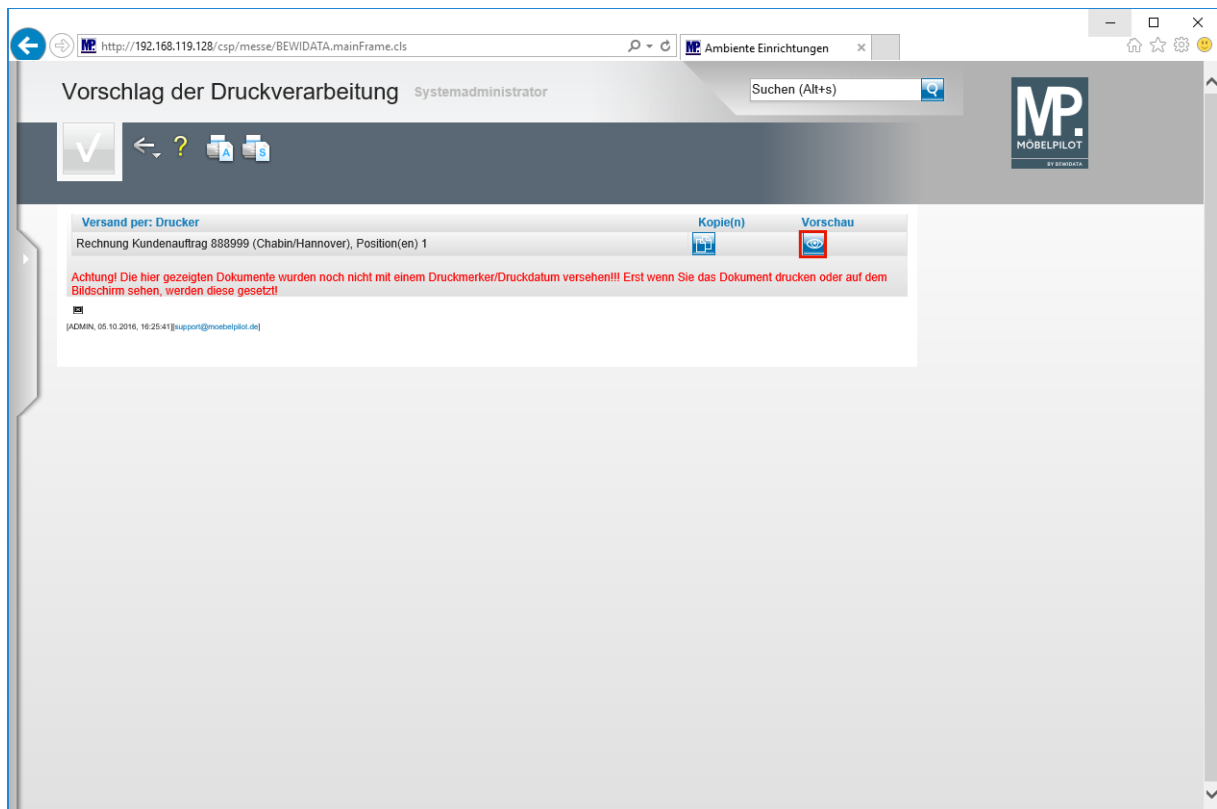 http://192.168.119.128/csp/messe/BEWIDATA.mainFrame.cls
MP. Ambiente Einrichtungen
Vorschlag der Druckverarbeitung Systemadministrator
Suchen (Alt+s)
MP.
MÖBELPILOT
BY BEWIDATA
A S
Versand per: Drucker Kopie(n) Vorschau
Rechnung Kundenauftrag 888999 (Chabin/Hannover), Position(en) 1
Achtung! Die hier gezeigten Dokumente wurden noch nicht mit einem Druckmerker/Druckdatum versehen!!! Erst wenn Sie das Dokument drucken oder auf dem
Bildschirm sehen, werden diese gesetzt!
[ADMIN, 05.10.2016, 16:25:41][support@moebelpilot.de]